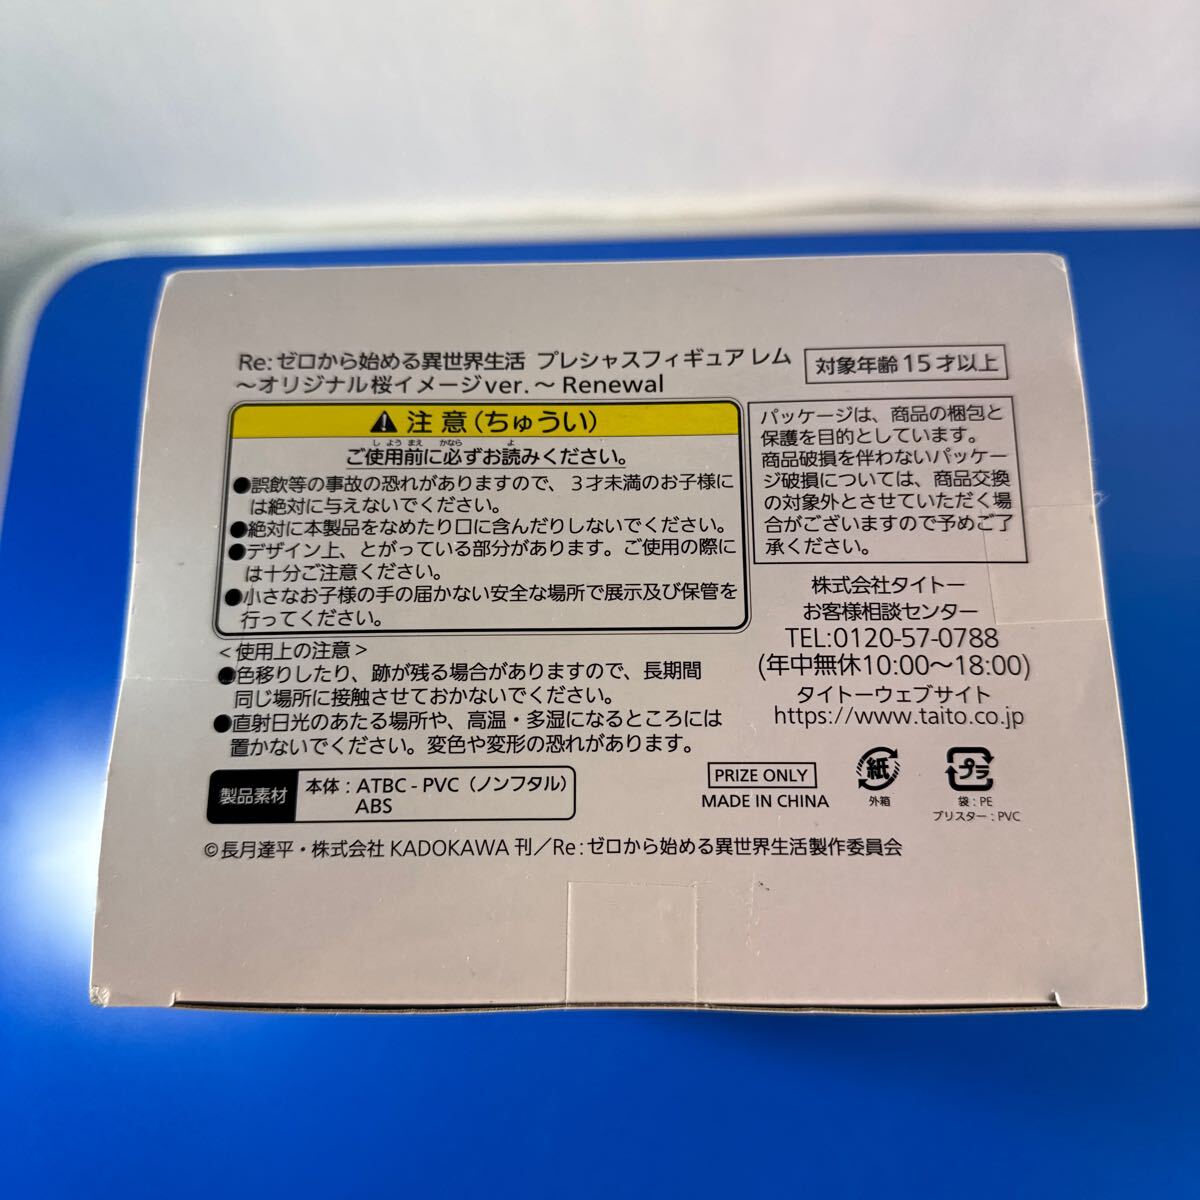 Re:ゼロから始める異世界生活 プレシャスフィギュア レム
～オリジナル桜イメージver.～ Renewal
対象年齢15才以上
注意(ちゅうい)
しようまえ かなら よ
ご使用前に必ずお読みください。
●誤飲等の事故の恐れがありますので、3才未満のお子様に
は絶対に与えないでください。
●絶対に本製品をなめたり口に含んだりしないでください。
●デザイン上、とがっている部分があります。ご使用の際に
は十分ご注意ください。
●小さなお子様の手の届かない安全な場所で展示及び保管を
行ってください。
パッケージは、商品の梱包と
保護を目的としています。
商品破損を伴わないパッケー
ジ破損については、商品交換
の対象外とさせていただく場
合がございますので予めご了
承ください。
＜使用上の注意＞
●色移りしたり、跡が残る場合がありますので、長期間
同じ場所に接触させておかないでください。
●直射日光のあたる場所や、高温・多湿になるところには
置かないでください。変色や変形の恐れがあります。
株式会社タイトー
お客様相談センター
TEL:0120-57-0788
(年中無休10:00～18:00)
タイトーウェブサイト
https://www.taito.co.jp
製品素材
本体：ATBC-PVC（ノンフタル）
ABS
PRIZE ONLY
MADE IN CHINA
紙
外箱
プラ
袋：PE
ブリスター：PVC
©長月達平・株式会社KADOKAWA刊／Re:ゼロから始める異世界生活製作委員会